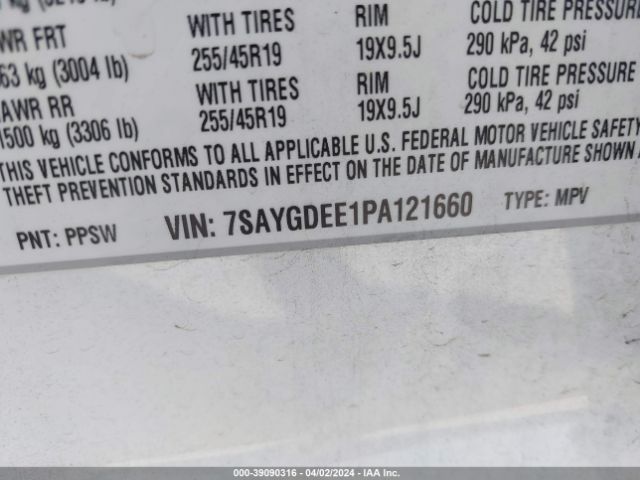 kg
WR FRT WITH TIRES RIM COLD TIRE PRESSURE
63 kg (3004 lb) 255/45R19 19X9.5J 290 kPa, 42 psi
AWR RR WITH TIRES RIM COLD TIRE PRESSURE
1500 kg (3306 lb) 255/45R19 19X9.5J 290 kPa, 42 psi
THIS VEHICLE CONFORMS TO ALL APPLICABLE U.S. FEDERAL MOTOR VEHICLE SAFETY
THEFT PREVENTION STANDARDS IN EFFECT ON THE DATE OF MANUFACTURE SHOWN
PNT: PPSW VIN: 7SAYGDEE1PA121660 TYPE: MPV
000-39090316 - 04/02/2024 - IAA Inc.